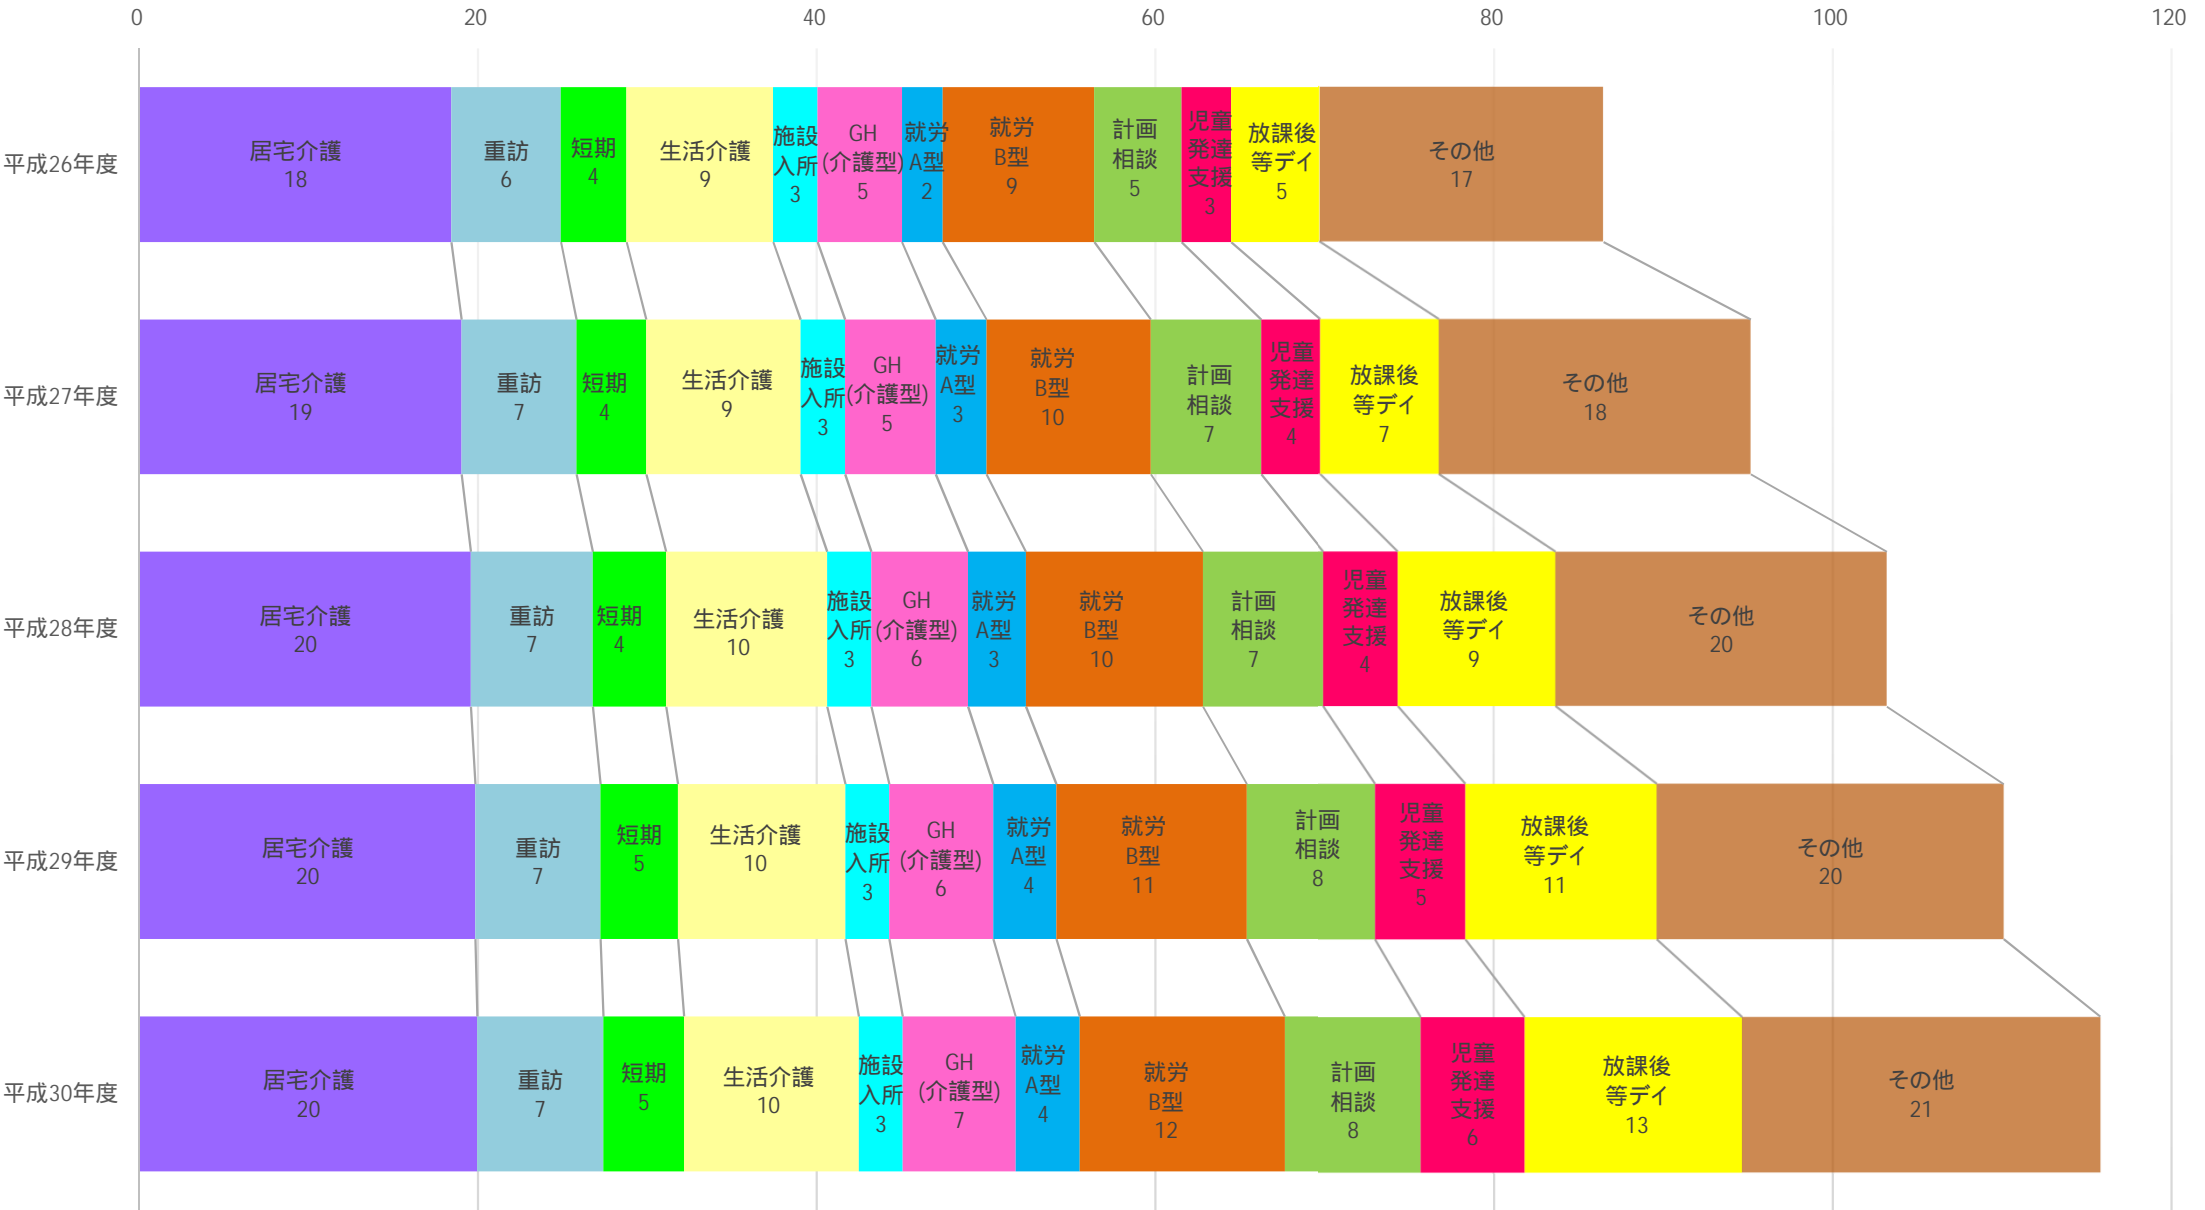 0 20 40 60 80 100 120
平成26年度
居宅介護
18
重訪
6
短期
4
生活介護
9
施設
入所
3
GH
(介護型)
5
就労
A型
2
就労
B型
9
計画
相談
5
児童
発達
支援
3
放課後
等デイ
5
その他
17
平成27年度
居宅介護
19
重訪
7
短期
4
生活介護
9
施設
入所
3
GH
(介護型)
5
就労
A型
3
就労
B型
10
計画
相談
7
児童
発達
支援
4
放課後
等デイ
7
その他
18
平成28年度
居宅介護
20
重訪
7
短期
4
生活介護
10
施設
入所
3
GH
(介護型)
6
就労
A型
3
就労
B型
10
計画
相談
7
児童
発達
支援
4
放課後
等デイ
9
その他
20
平成29年度
居宅介護
20
重訪
7
短期
5
生活介護
10
施設
入所
3
GH
(介護型)
6
就労
A型
4
就労
B型
11
計画
相談
8
児童
発達
支援
5
放課後
等デイ
11
その他
20
平成30年度
居宅介護
20
重訪
7
短期
5
生活介護
10
施設
入所
3
GH
(介護型)
7
就労
A型
4
就労
B型
12
計画
相談
8
児童
発達
支援
6
放課後
等デイ
13
その他
21